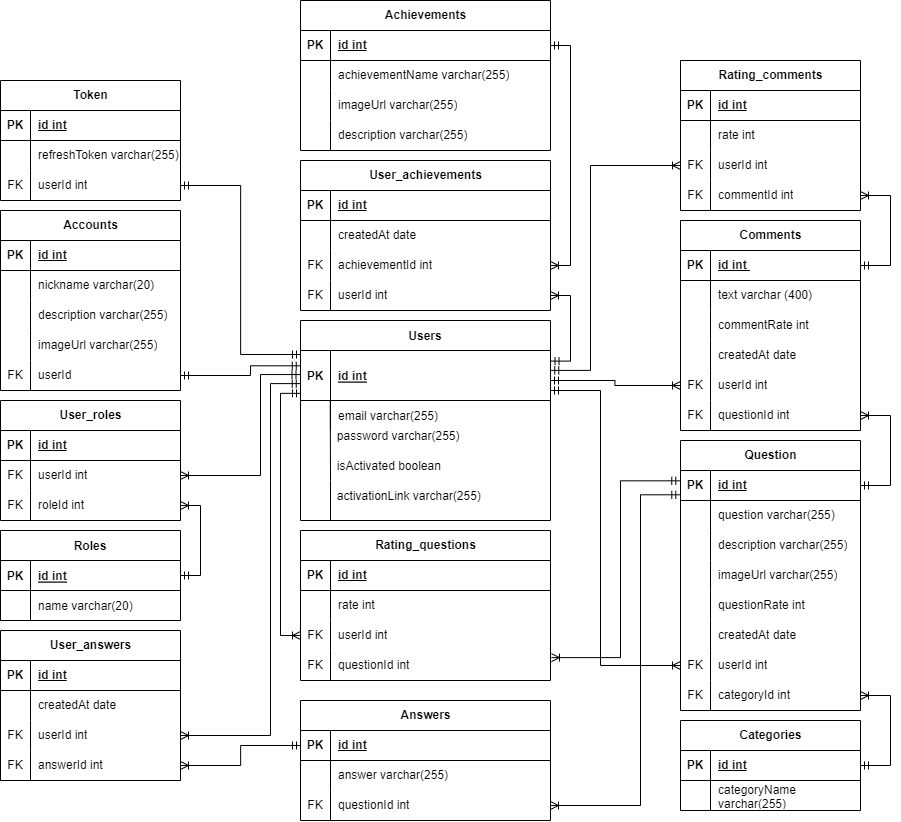 Achievements
PK id int
achievementName varchar(255)
imageUrl varchar(255)
description varchar(255)
Token
PK id int
refreshToken varchar(255)
FK userId int
Accounts
PK id int
nickname varchar(20)
description varchar(255)
imageUrl varchar(255)
FK userId
User_roles
PK id int
FK userId int
FK roleId int
Roles
PK id int
name varchar(20)
User_answers
PK id int
createdAt date
FK userId int
FK answerId int
User_achievements
PK id int
createdAt date
FK achievementId int
FK userId int
Users
PK id int
email varchar(255)
password varchar(255)
isActivated boolean
activationLink varchar(255)
Rating_questions
PK id int
rate int
FK userId int
FK questionId int
Answers
PK id int
answer varchar(255)
FK questionId int
Rating_comments
PK id int
rate int
FK userId int
FK commentId int
Comments
PK id int
text varchar (400)
commentRate int
createdAt date
FK userId int
FK questionId int
Question
PK id int
question varchar(255)
description varchar(255)
imageUrl varchar(255)
questionRate int
createdAt date
FK userId int
FK categoryId int
Categories
PK id int
categoryName
varchar(255)